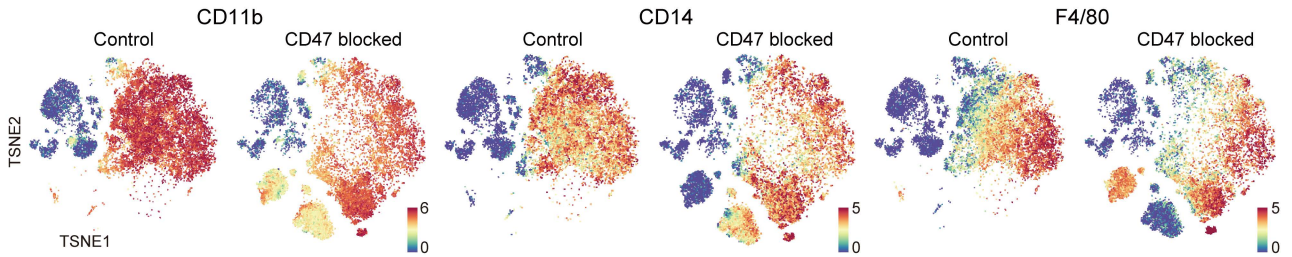 CD11b
CD14
F4/80
Control
CD47 blocked
Control
CD47 blocked
Control
CD47 blocked
TSNE2
TSNE1
6
0
5
0
5
0